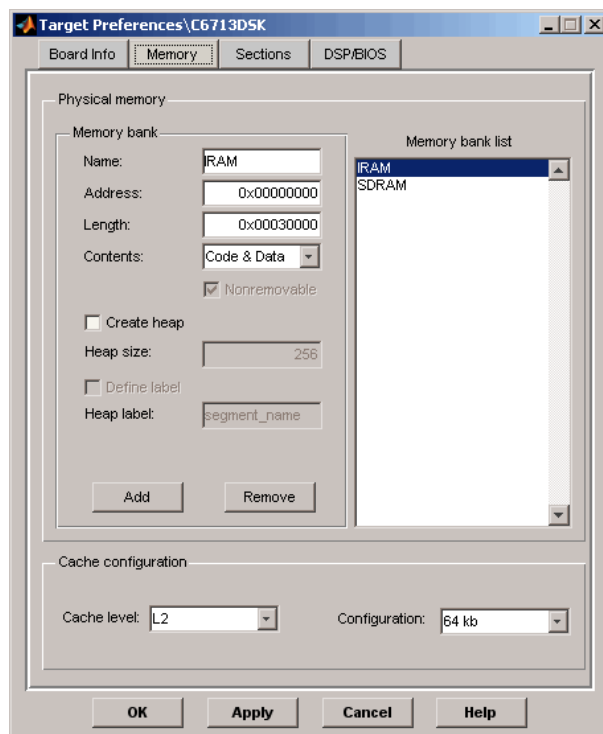 Target Preferences\C6713DSK
Board Info Memory Sections DSP/BIOS
Physical memory
Memory bank
Memory bank list
Name: IRAM
IRAM
Address: 0x00000000
SDRAM
Length: 0x00030000
Contents: Code & Data
Nonremovable
Create heap
Heap size: 256
Define label
Heap label: segment_name
Add Remove
Cache configuration
Cache level: L2 Configuration: 64 kb
OK Apply Cancel Help